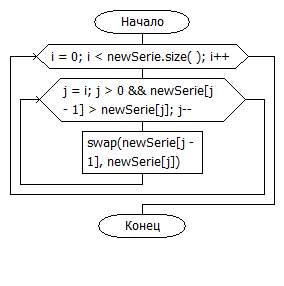 Начало
i = 0; i < newSerie.size( ); i++
j = i; j > 0 && newSerie[j
- 1] > newSerie[j]; j--
swap(newSerie[j -
1], newSerie[j])
Конец